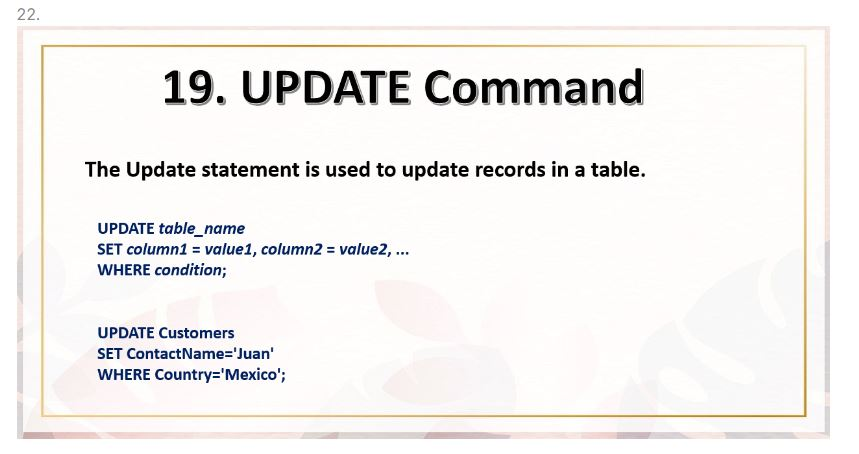 22.
19. UPDATE Command
The Update statement is used to update records in a table.
UPDATE table_name
SET column1 = value1, column2 = value2, ...
WHERE condition;
UPDATE Customers
SET ContactName='Juan'
WHERE Country='Mexico';